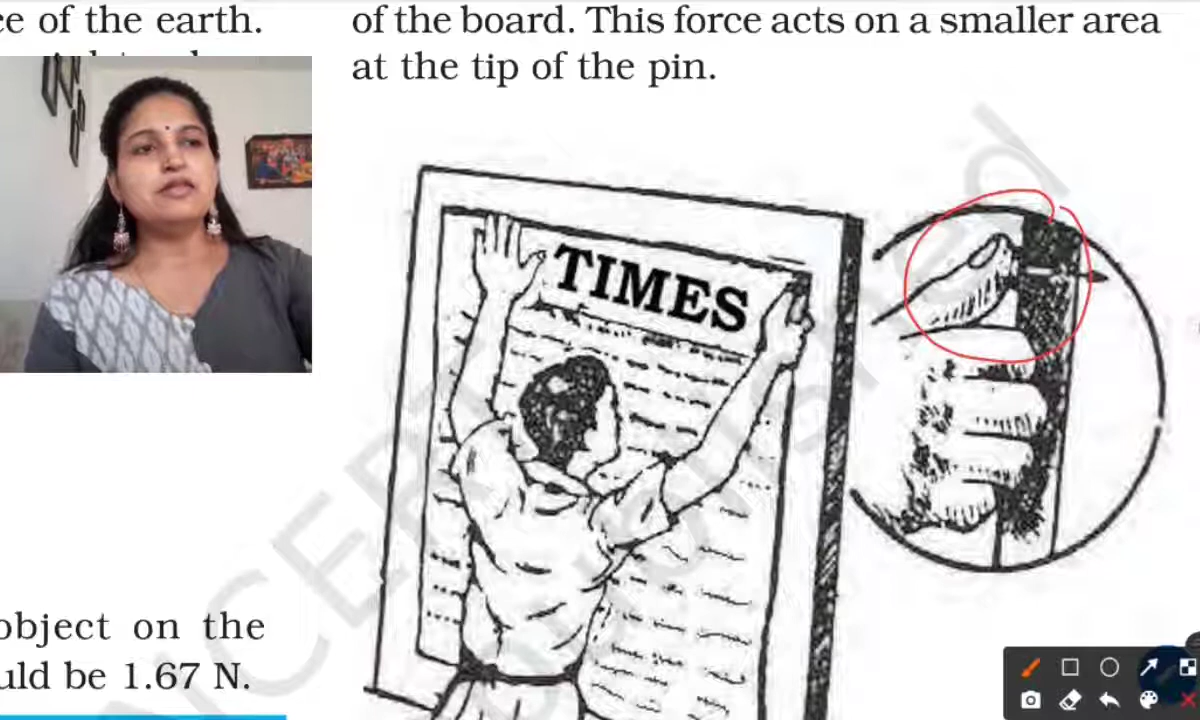 ce of the earth.
of the board. This force acts on a smaller area
at the tip of the pin.
TIMES
object on the
uld be 1.67 N.